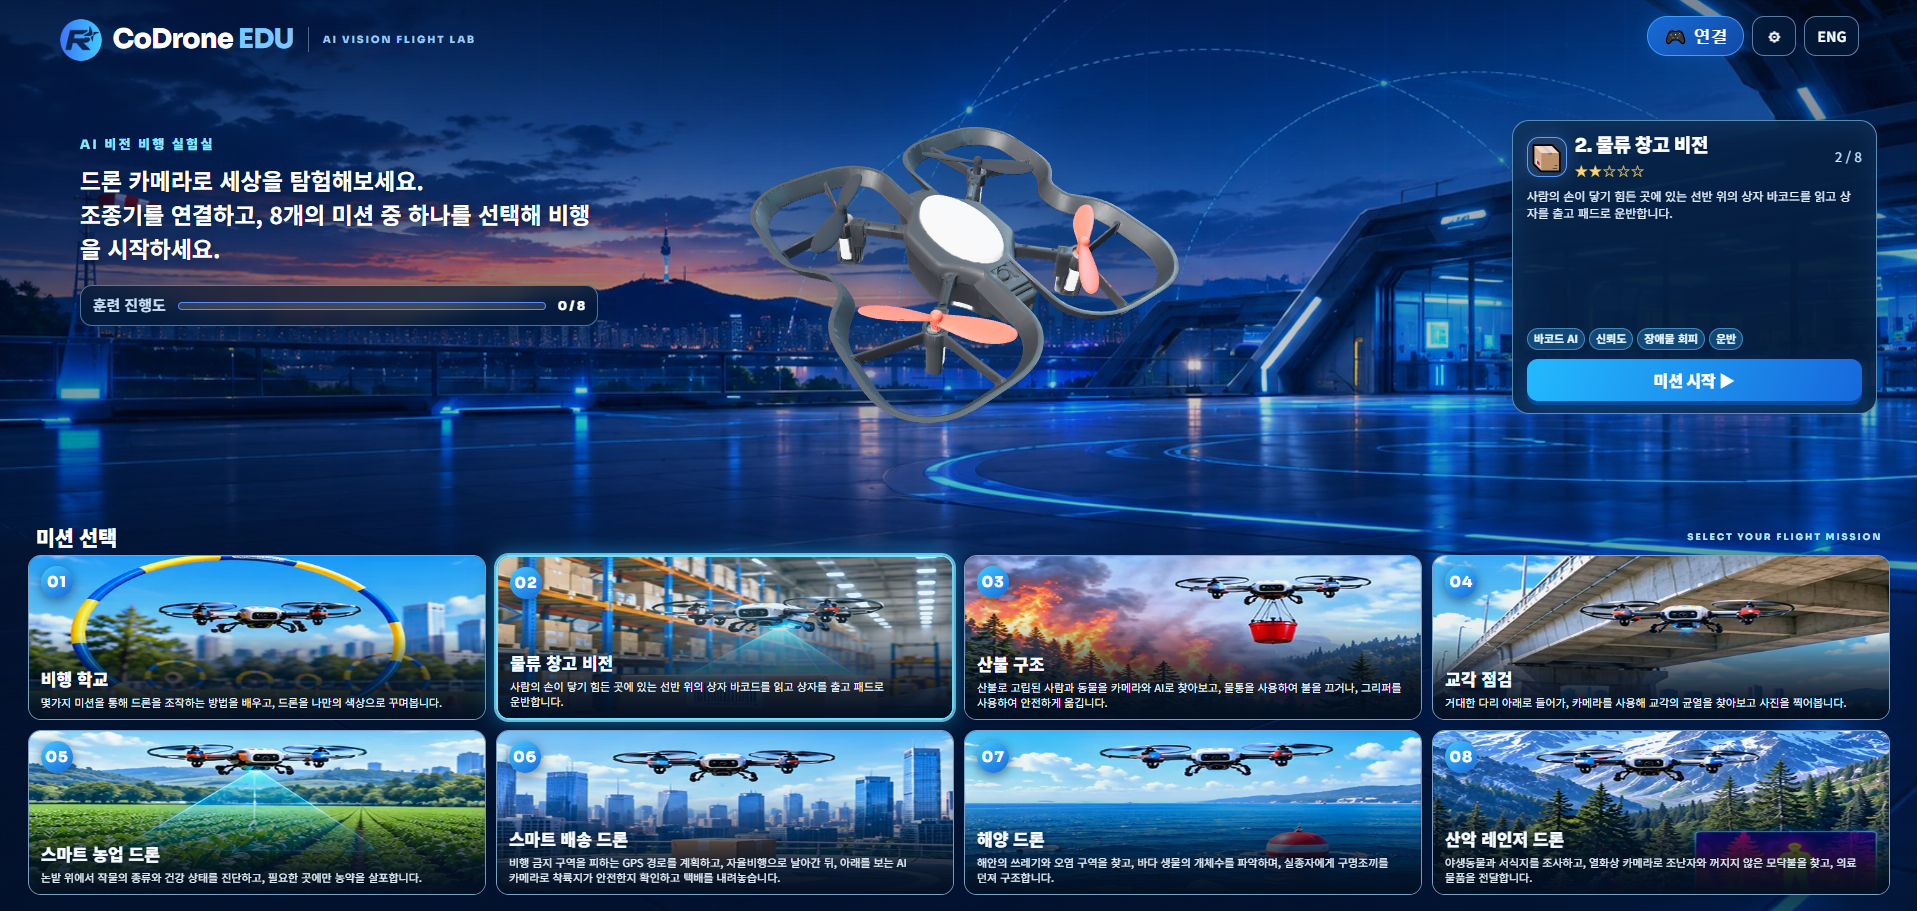 CoDrone EDU
AI VISION FLIGHT LAB
🎮 연결
⚙
ENG
AI 비전 비행 실험실
드론 카메라로 세상을 탐험해보세요.
조종기를 연결하고, 8개의 미션 중 하나를 선택해 비행
을 시작하세요.
훈련 진행도
0/8
2. 물류 창고 비전
★★☆☆☆
2 / 8
사람의 손이 닿기 힘든 곳에 있는 선반 위의 상자 바코드를 읽고 상
자를 출고 패드로 운반합니다.
바코드 AI
신뢰도
장애물 회피
운반
미션 시작 ▶
미션 선택
SELECT YOUR FLIGHT MISSION
01
비행 학교
몇가지 미션을 통해 드론을 조작하는 방법을 배우고, 드론을 나만의 색상으로 꾸며봅니다.
02
물류 창고 비전
사람의 손이 닿기 힘든 곳에 있는 선반 위의 상자 바코드를 읽고 상자를 출고 패드로
운반합니다.
03
산불 구조
산불로 고립된 사람과 동물을 카메라와 AI로 찾아보고, 물통을 사용하여 불을 끄거나, 그리퍼를
사용하여 안전하게 옮깁니다.
04
교각 점검
거대한 다리 아래로 들어가, 카메라를 사용해 교각의 균열을 찾아보고 사진을 찍어봅니다.
05
스마트 농업 드론
논밭 위에서 작물의 종류와 건강 상태를 진단하고, 필요한 곳에만 농약을 살포합니다.
06
스마트 배송 드론
비행 금지 구역을 피하는 GPS 경로를 계획하고, 자율비행으로 날아간 뒤, 아래를 보는 AI
카메라로 착륙지가 안전한지 확인하고 택배를 내려놓습니다.
07
해양 드론
해안의 쓰레기와 오염 구역을 찾고, 바다 생물의 개체수를 파악하며, 실종자에게 구명조끼를
던져 구조합니다.
08
산악 레인저 드론
야생동물과 서식지를 조사하고, 열화상 카메라로 조난자와 꺼지지 않은 모닥불을 찾고, 의료
물품을 전달합니다.